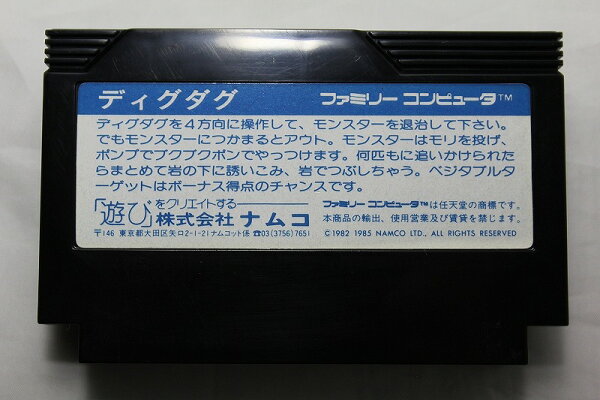 ディグダグ ファミリー コンピュータ™
ディグダグを4方向に操作して、モンスターを退治して下さい。
でもモンスターにつかまるとアウト。モンスターはモリを投げ、
ポンプでプクプクポンでやっつけます。何匹もに追いかけられた
らまとめて岩の下に誘いこみ、岩でつぶしちゃう。ベジタブルタ
ーゲットはボーナス得点のチャンスです。
「遊び」をクリエイトする
株式会社 ナムコ
〒146 東京都大田区矢口2-1-21ナムコット係 ☎03(3756)7651
ファミリー コンピュータ™は任天堂の商標です。
本商品の輸出、使用営業及び賃貸を禁じます。
©1982 1985 NAMCO LTD., ALL RIGHTS RESERVED